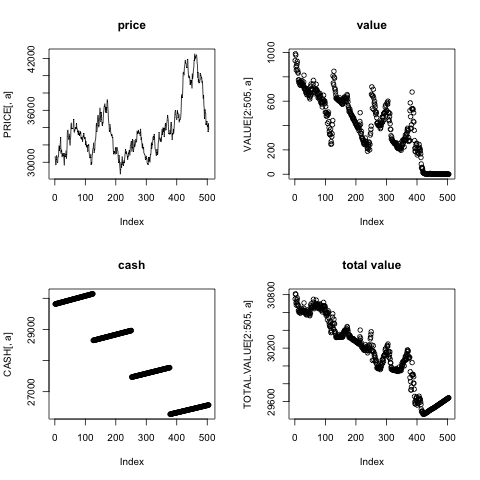 price
PRICE[, a]
30000 36000 42000
0 100 200 300 400 500
Index
value
VALUE[2:505, a]
0 200 600 1000
0 100 200 300 400 500
Index
cash
CASH[, a]
27000 29000
0 100 200 300 400 500
Index
total value
TOTAL.VALUE[2:505, a]
29600 30200 30800
0 100 200 300 400 500
Index